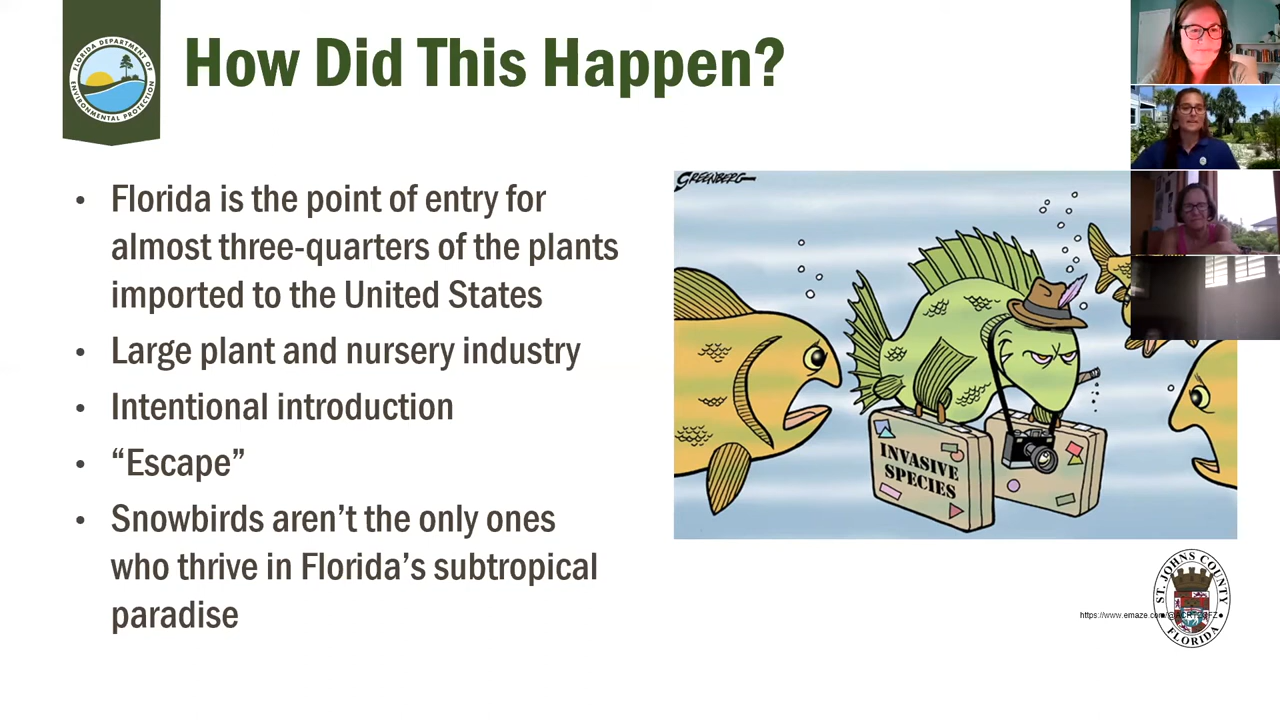 FLORIDA DEPARTMENT OF
ENVIRONMENTAL PROTECTION
How Did This Happen?
• Florida is the point of entry for
almost three-quarters of the plants
imported to the United States
• Large plant and nursery industry
• Intentional introduction
• “Escape”
• Snowbirds aren’t the only ones
who thrive in Florida’s subtropical
paradise
GREENBERG
INVASIVE
SPECIES
ST. JOHNS COUNTY
FLORIDA